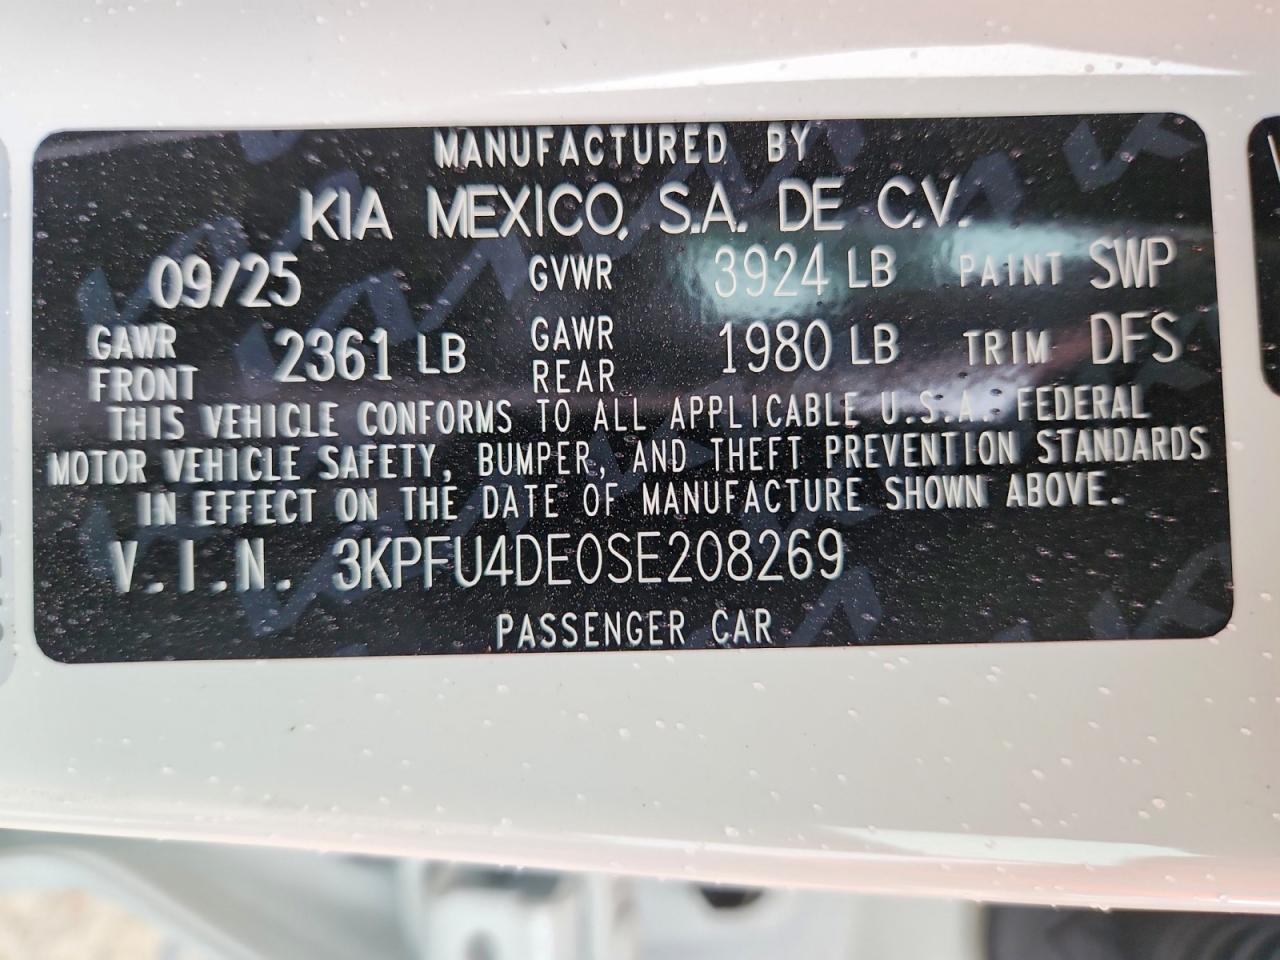 MANUFACTURED BY
KIA MEXICO, S.A. DE C.V.
09/25 GVWR 3924 LB PAINT SWP
GAWR FRONT 2361 LB GAWR REAR 1980 LB TRIM DFS
THIS VEHICLE CONFORMS TO ALL APPLICABLE U.S.A. FEDERAL
MOTOR VEHICLE SAFETY, BUMPER, AND THEFT PREVENTION STANDARDS
IN EFFECT ON THE DATE OF MANUFACTURE SHOWN ABOVE.
V.I.N. 3KPFU4DE0SE208269
PASSENGER CAR